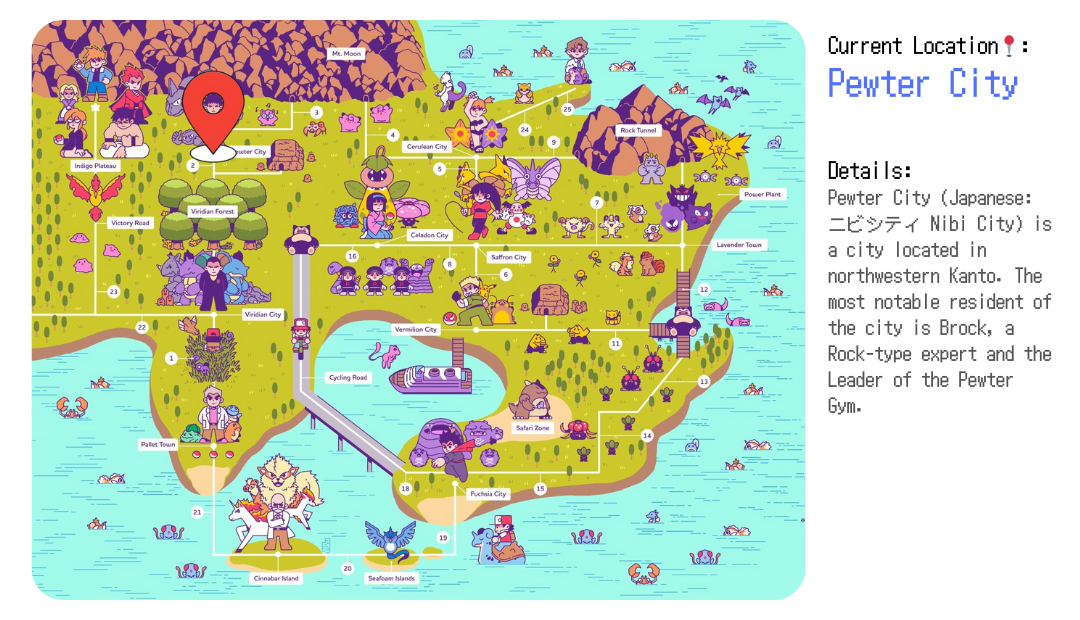 Current Location📍:
Pewter City
Details:
Pewter City (Japanese:
ニビシティ Nibi City) is
a city located in
northwestern Kanto. The
most notable resident of
the city is Brock, a
Rock-type expert and the
Leader of the Pewter
Gym.
Mt. Moon
25
3
24
Rock Tunnel
4
Cerulean City
9
City
2
Indigo Plateau
5
Power Plant
Viridian Forest
7
Victory Road
Celadon City
Lavender Town
16
Saffron City
8
6
23
12
Viridian City
22
Vermilion City
11
1
Cycling Road
13
Safari Zone
14
Pallet Town
18
Fuchsia City
15
21
19
20
Cinnabar Island
Seafoam Islands